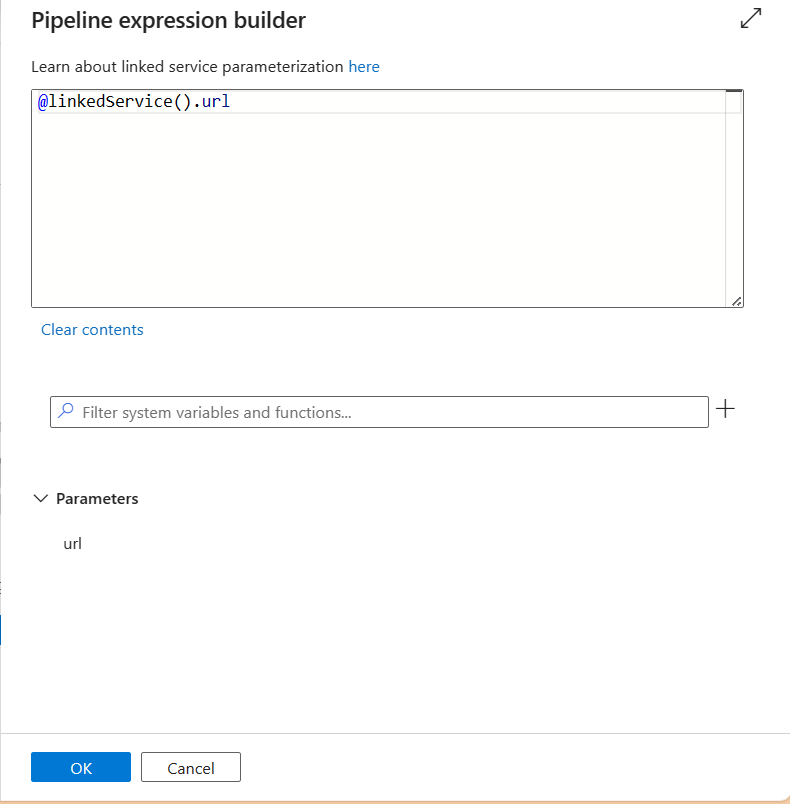 Pipeline expression builder
Learn about linked service parameterization here
@linkedService().url
Clear contents
Filter system variables and functions...
Parameters
url
OK
Cancel